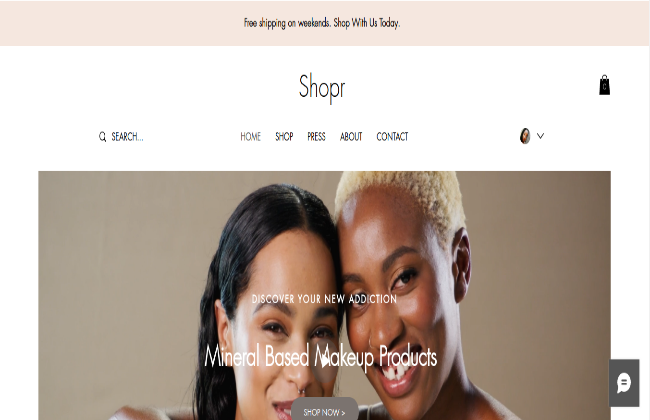 Free shipping on weekends. Shop With Us Today.
Shopr
0
SEARCH...
HOME SHOP PRESS ABOUT CONTACT
DISCOVER YOUR NEW ADDICTION
Mineral Based Makeup Products
SHOP NOW >